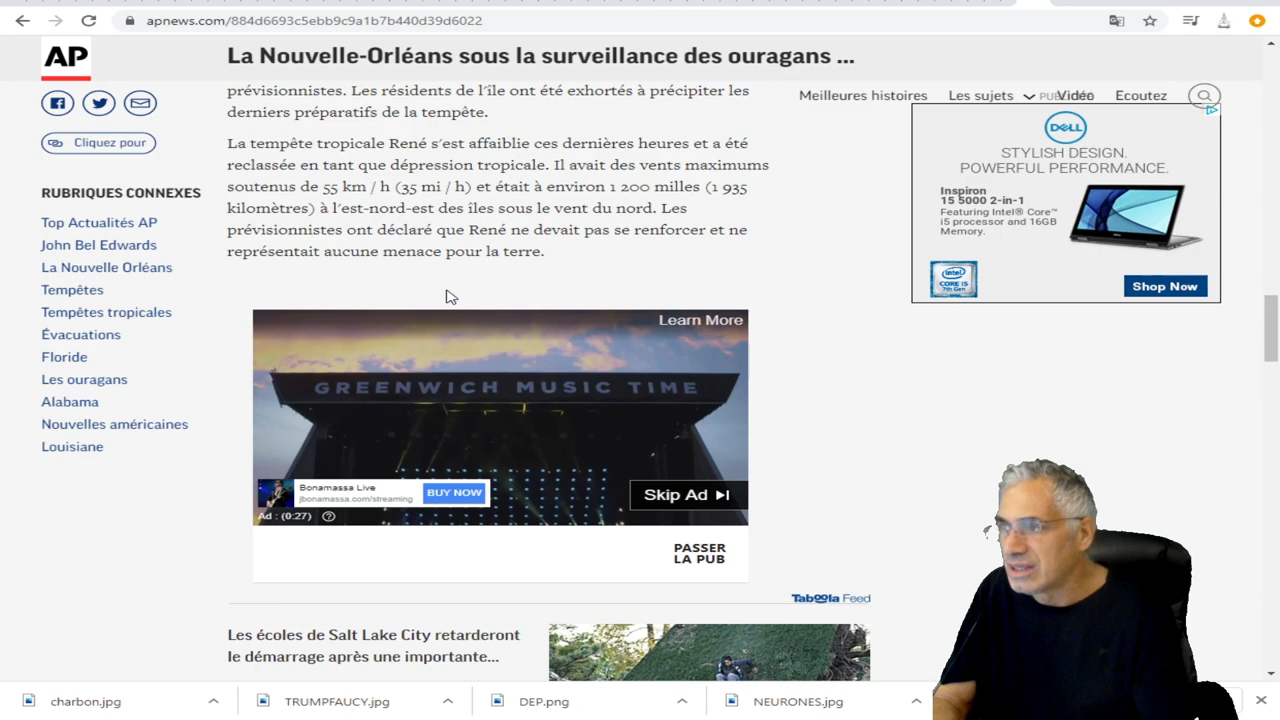 apnews.com/884d6693c5ebb9c9a1b7b440d39d6022
AP
La Nouvelle-Orléans sous la surveillance des ouragans ...
Meilleures histoires
Les sujets
PUBLICITÉ
Vidéo
Ecoutez
prévisionnistes. Les résidents de l'île ont été exhortés à précipiter les
derniers préparatifs de la tempête.
Cliquez pour
La tempête tropicale René s'est affaiblie ces dernières heures et a été
reclassée en tant que dépression tropicale. Il avait des vents maximums
soutenus de 55 km / h (35 mi / h) et était à environ 1 200 milles (1 935
kilomètres) à l'est-nord-est des îles sous le vent du nord. Les
prévisionnistes ont déclaré que René ne devait pas se renforcer et ne
représentait aucune menace pour la terre.
RUBRIQUES CONNEXES
Top Actualités AP
John Bel Edwards
La Nouvelle Orléans
Tempêtes
Tempêtes tropicales
Évacuations
Floride
Les ouragans
Alabama
Nouvelles américaines
Louisiane
DELL
STYLISH DESIGN.
POWERFUL PERFORMANCE.
Inspiron
15 5000 2-in-1
Featuring Intel® Core™
i5 processor and 16GB
Memory.
intel
CORE i5
7th Gen
Shop Now
Learn More
GREENWICH MUSIC TIME
Bonamassa Live
jbonamassa.com/streaming
BUY NOW
Skip Ad
Ad : (0:27)
PASSER
LA PUB
Taboola Feed
Les écoles de Salt Lake City retarderont
le démarrage après une importante...
charbon.jpg
TRUMPFAUCY.jpg
DEP.png
NEURONES.jpg